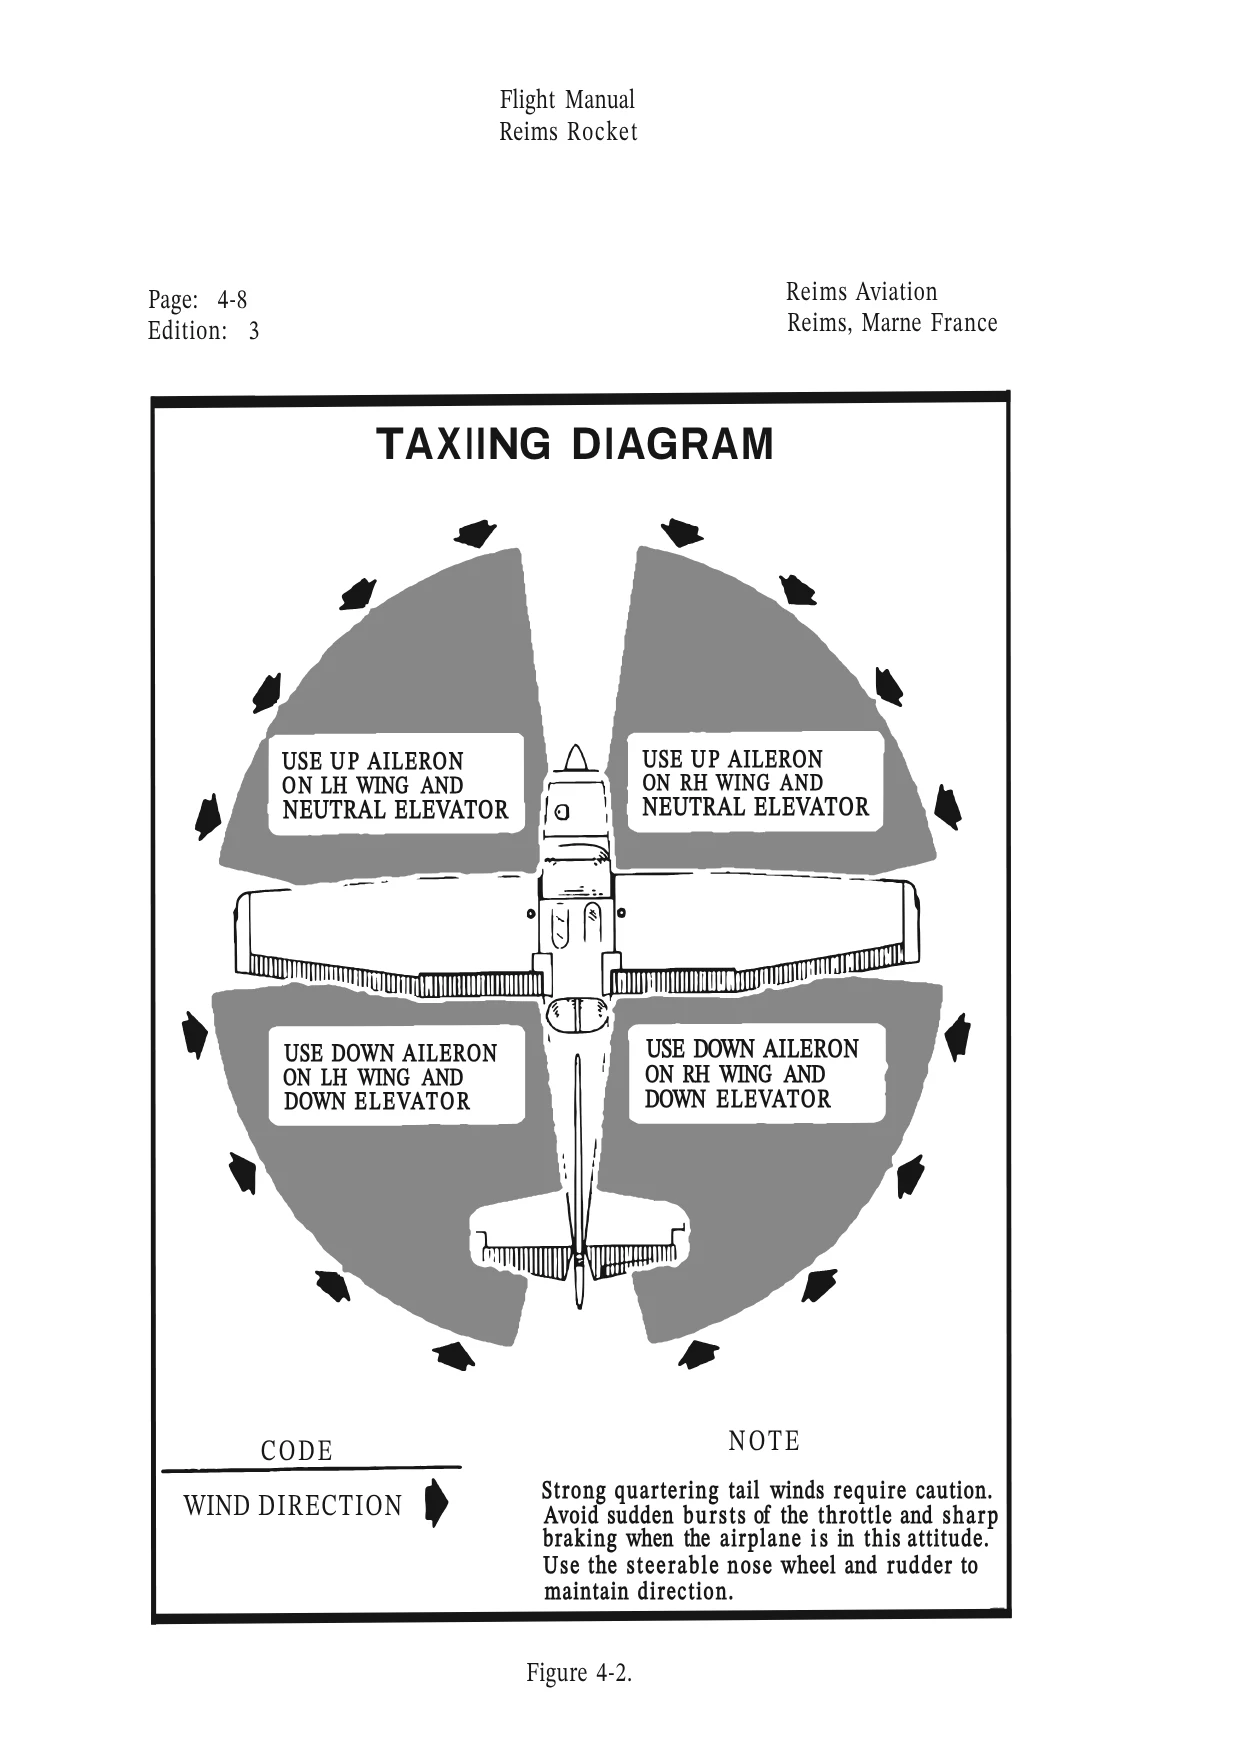 Flight Manual
Reims Rocket
Page: 4-8
Edition: 3
Reims Aviation
Reims, Marne France
TAXIING DIAGRAM
USE UP AILERON
ON LH WING AND
NEUTRAL ELEVATOR
USE UP AILERON
ON RH WING AND
NEUTRAL ELEVATOR
USE DOWN AILERON
ON LH WING AND
DOWN ELEVATOR
USE DOWN AILERON
ON RH WING AND
DOWN ELEVATOR
CODE
WIND DIRECTION
NOTE
Strong quartering tail winds require caution.
Avoid sudden bursts of the throttle and sharp
braking when the airplane is in this attitude.
Use the steerable nose wheel and rudder to
maintain direction.
Figure 4-2.